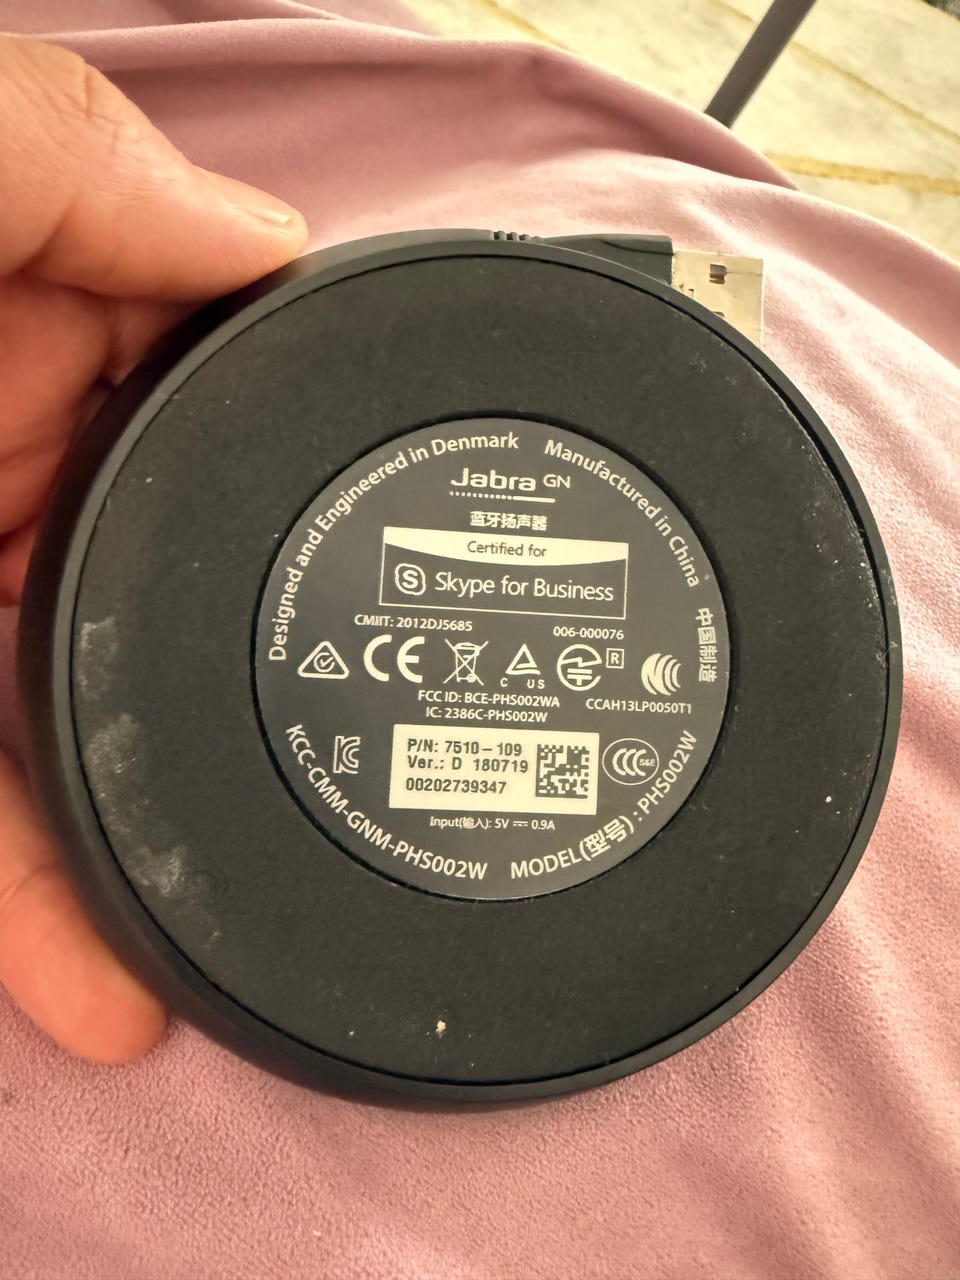 Designed and Engineered in Denmark
Manufactured in China
中国制造
Jabra GN
蓝牙扬声器
Certified for
Skype for Business
CMIIT: 2012DJ5685
006-000076
R
C US
FCC ID: BCE-PHS002WA
IC: 2386C-PHS002W
CCAH13LP0050T1
P/N: 7510-109
Ver.: D 180719
00202739347
CCC S&E
Input(输入): 5V ⎓ 0.9A
KCC-CMM-GNM-PHS002W
MODEL(型号): PHS002W